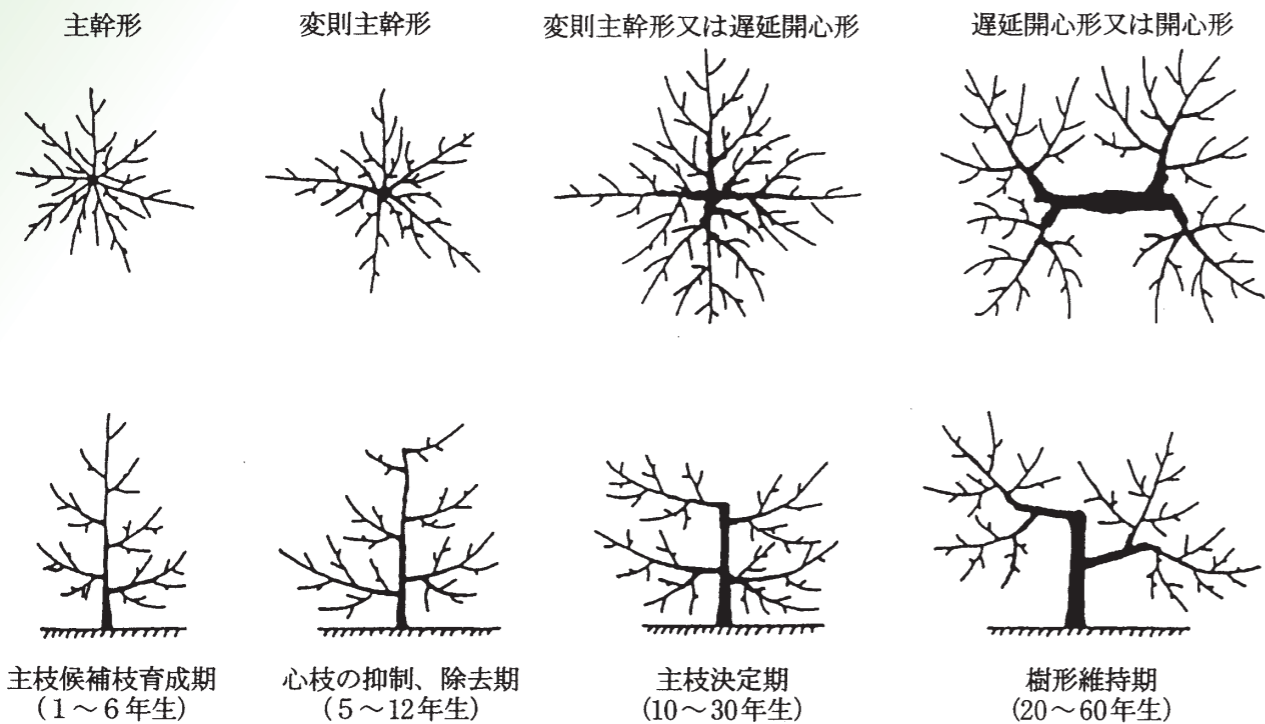 主幹形
変則主幹形
変則主幹形又は遅延開心形
遅延開心形又は開心形
主枝候補枝育成期
(1～6年生)
心枝の抑制、除去期
(5～12年生)
主枝決定期
(10～30年生)
樹形維持期
(20～60年生)